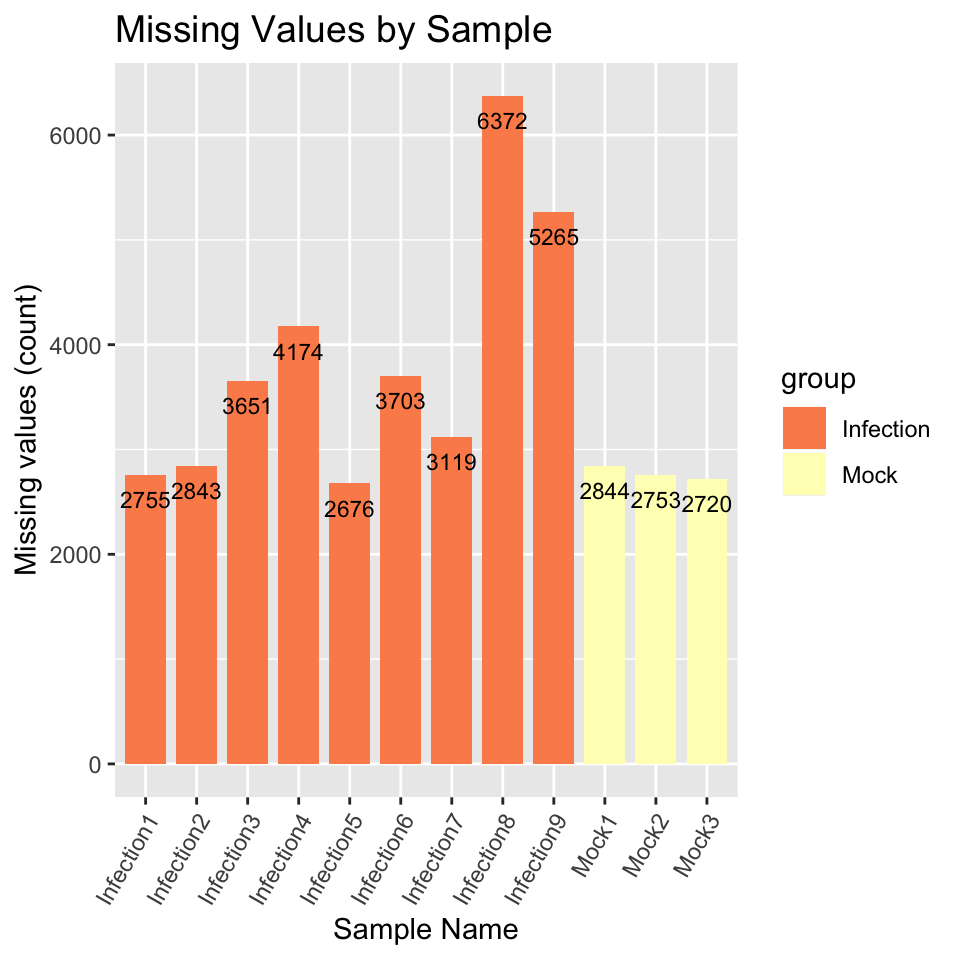 Missing Values by Sample
Missing values (count)
6000
4000
2000
0
2755
2843
3651
4174
2676
3703
3119
6372
5265
2844
2753
2720
Infection1
Infection2
Infection3
Infection4
Infection5
Infection6
Infection7
Infection8
Infection9
Mock1
Mock2
Mock3
Sample Name
group
Infection
Mock